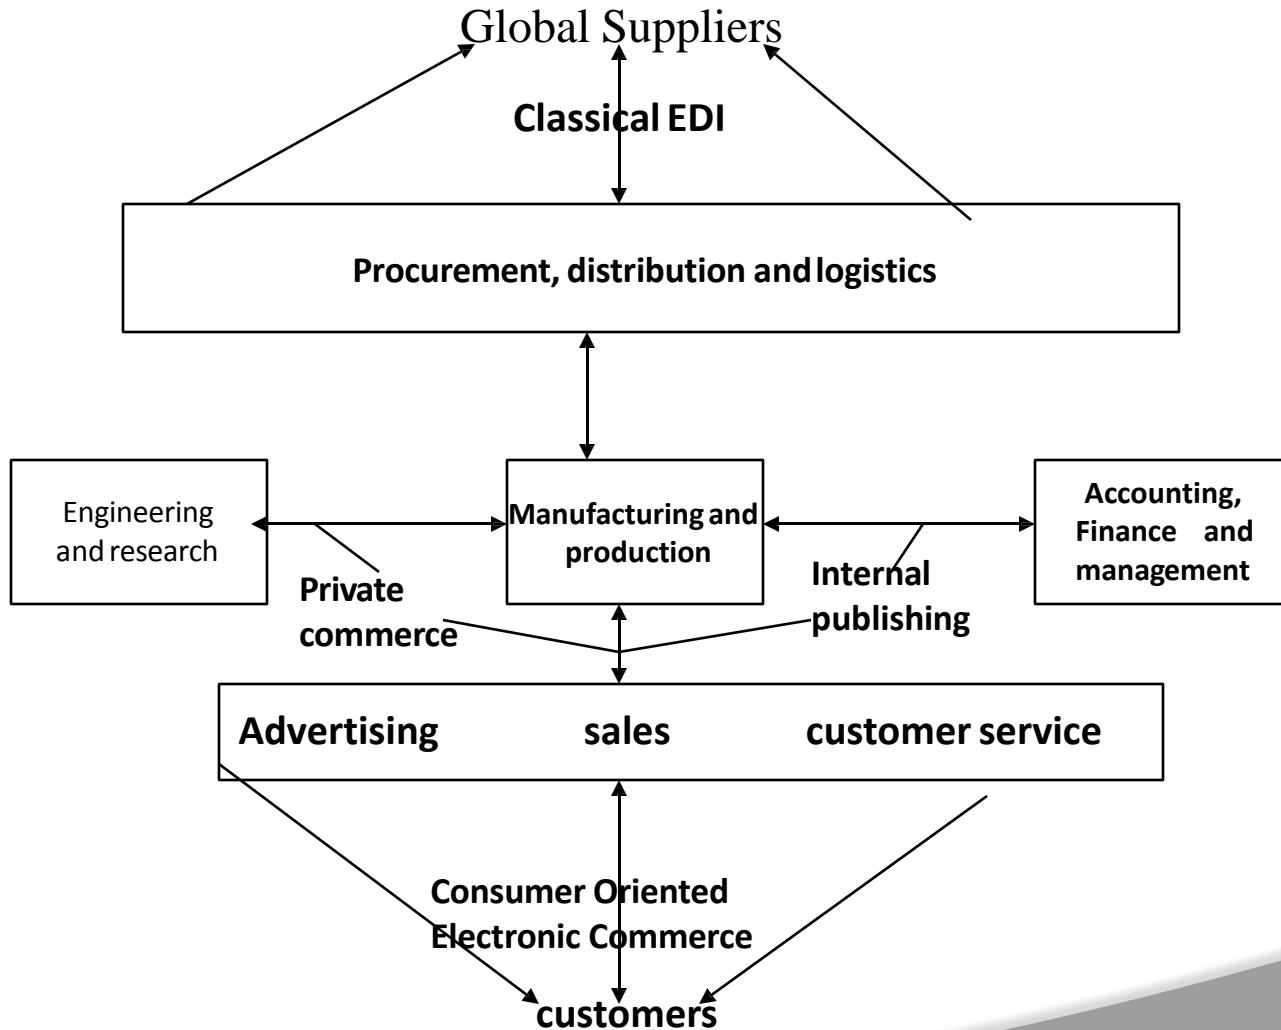 Global Suppliers
Classical EDI
Procurement, distribution and logistics
Engineering
and research
Manufacturing and
production
Accounting,
Finance and
management
Private
commerce
Internal
publishing
Advertising sales customer service
Consumer Oriented
Electronic Commerce
customers